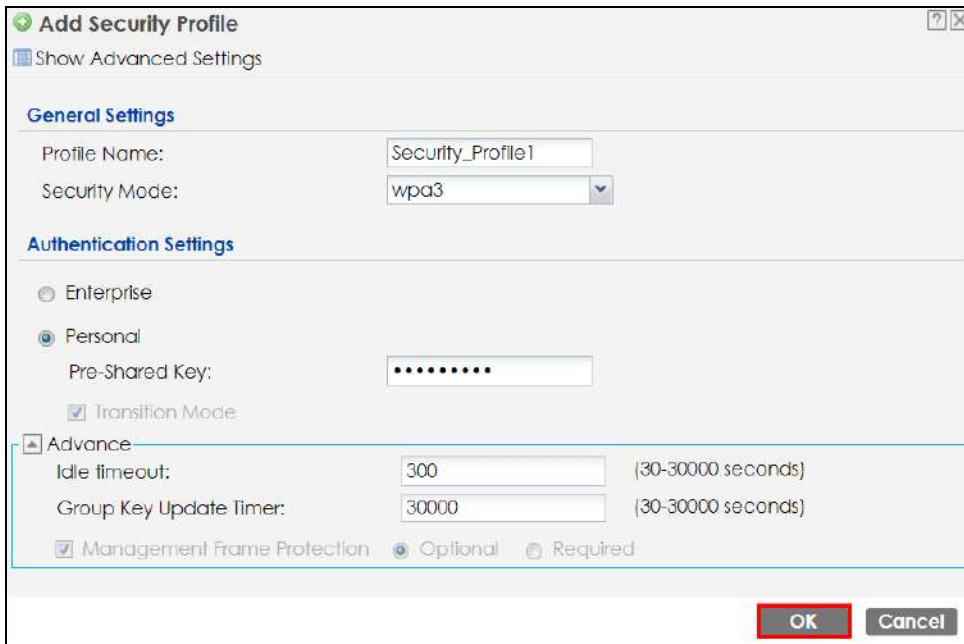 Add Security Profile
Show Advanced Settings
General Settings
Profile Name: Security_Profile1
Security Mode: wpa3
Authentication Settings
Enterprise
Personal
Pre-Shared Key: •••••••••
Transition Mode
Advance
Idle timeout: 300 (30-30000 seconds)
Group Key Update Timer: 30000 (30-30000 seconds)
Management Frame Protection Optional Required
OK Cancel